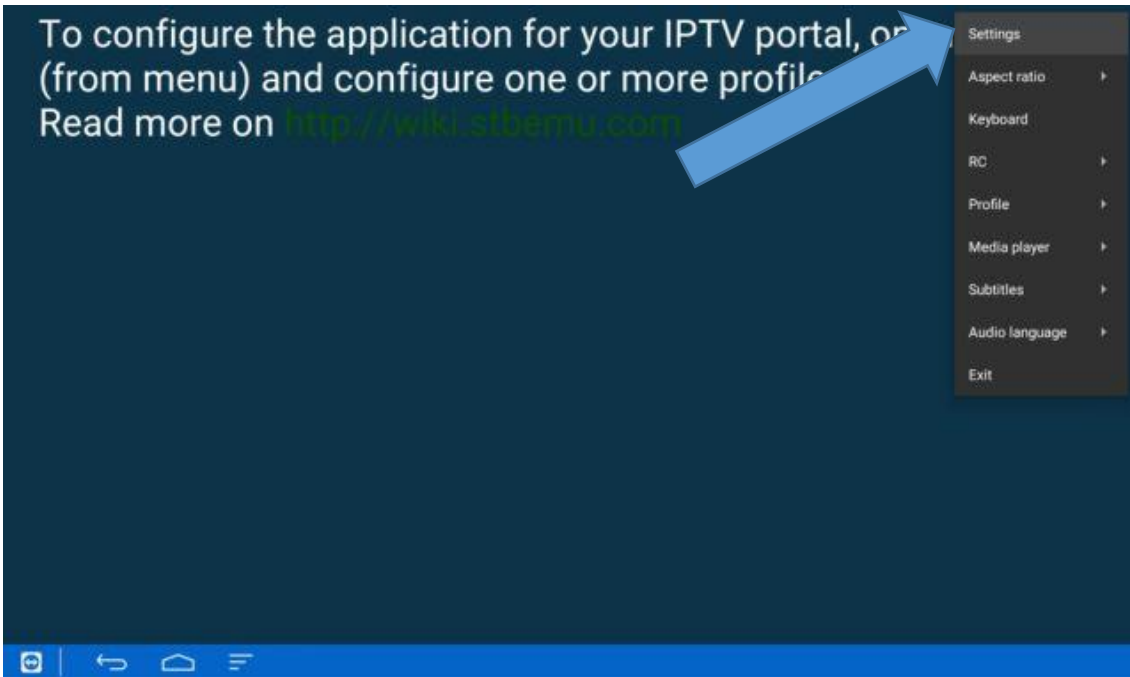 To configure the application for your IPTV portal,
(from menu) and configure one or more
Read more on http://wiki.stbemu.com
Settings
Aspect ratio
Keyboard
RC
Profile
Media player
Subtitles
Audio language
Exit